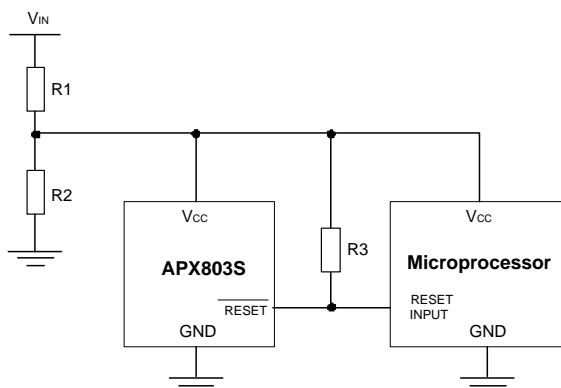 VIN
R1
R2
VCC
APX803S
RESET
GND
R3
VCC
Microprocessor
RESET
INPUT
GND